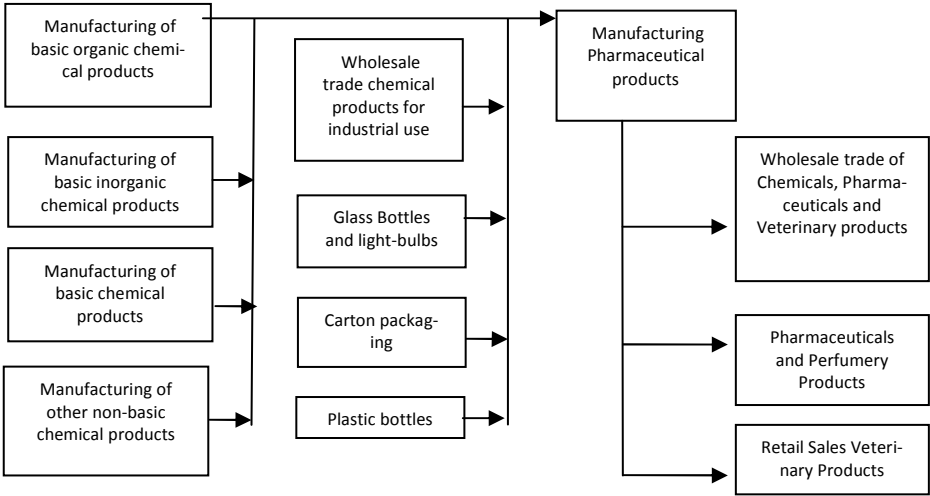 Manufacturing of
basic organic chemi-
cal products
Manufacturing of
basic inorganic
chemical products
Manufacturing of
basic chemical
products
Manufacturing of
other non-basic
chemical products
Wholesale
trade chemical
products for
industrial use
Glass Bottles
and light-bulbs
Carton packag-
ing
Plastic bottles
Manufacturing
Pharmaceutical
products
Wholesale trade of
Chemicals, Pharma-
ceuticals and
Veterinary products
Pharmaceuticals
and Perfumery
Products
Retail Sales Veteri-
nary Products